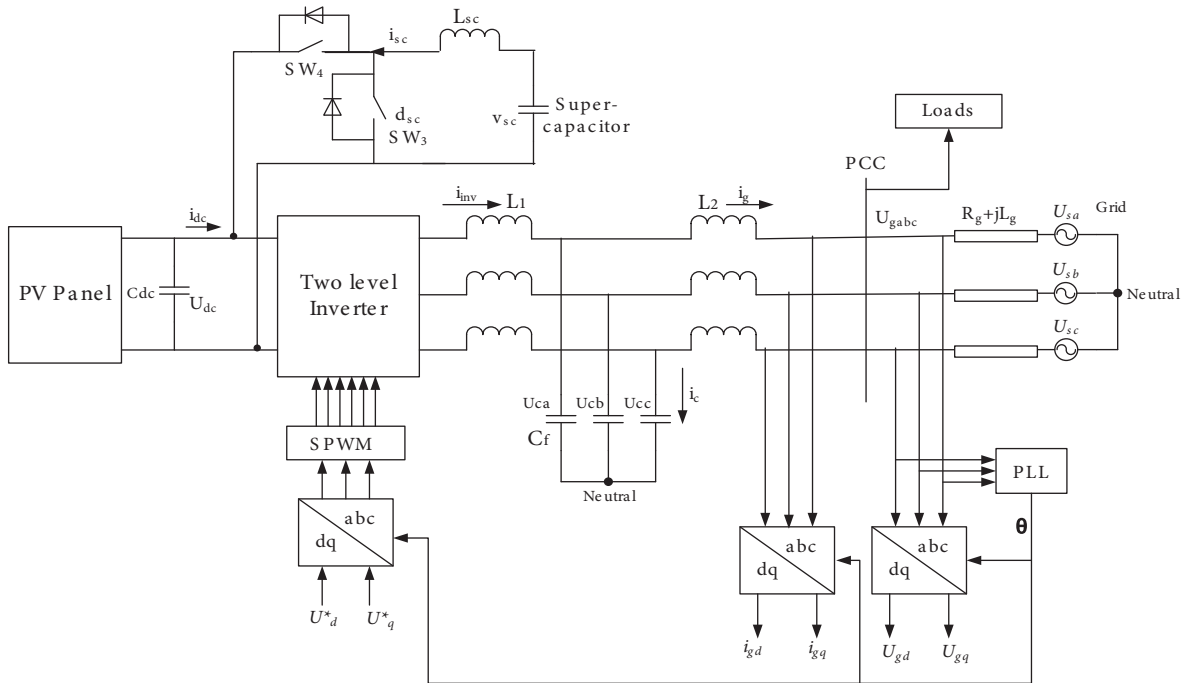 L_sc
i_sc
SW_4
d_sc
SW_3
v_sc
Super-
capacitor
Loads
PCC
i_dc
i_inv
L1
L2
i_g
U_gabc
R_g+jL_g
U_sa
Grid
PV Panel
Cdc
U_dc
Two level
Inverter
U_sb
Neutral
U_sc
Uca
Ucb
Ucc
i_c
Cf
SPWM
Neutral
PLL
θ
abc
dq
abc
dq
abc
dq
U*_d
U*_q
i_gd
i_gq
U_gd
U_gq